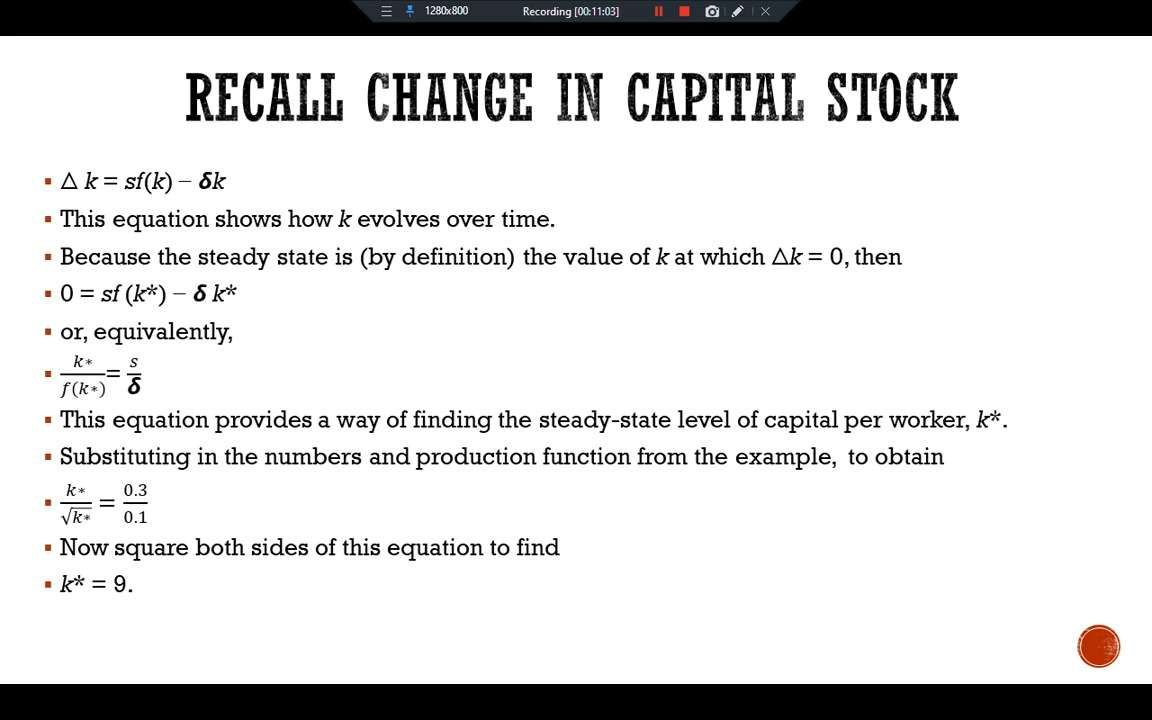 1280x800
Recording [00:11:03]
RECALL CHANGE IN CAPITAL STOCK
▪ △ k = sf(k) − δk
▪ This equation shows how k evolves over time.
▪ Because the steady state is (by definition) the value of k at which △k = 0, then
▪ 0 = sf (k*) − δ k*
▪ or, equivalently,
▪ k∗/f(k∗) = s/δ
▪ This equation provides a way of finding the steady-state level of capital per worker, k*.
▪ Substituting in the numbers and production function from the example, to obtain
▪ k∗/√k∗ = 0.3/0.1
▪ Now square both sides of this equation to find
▪ k* = 9.